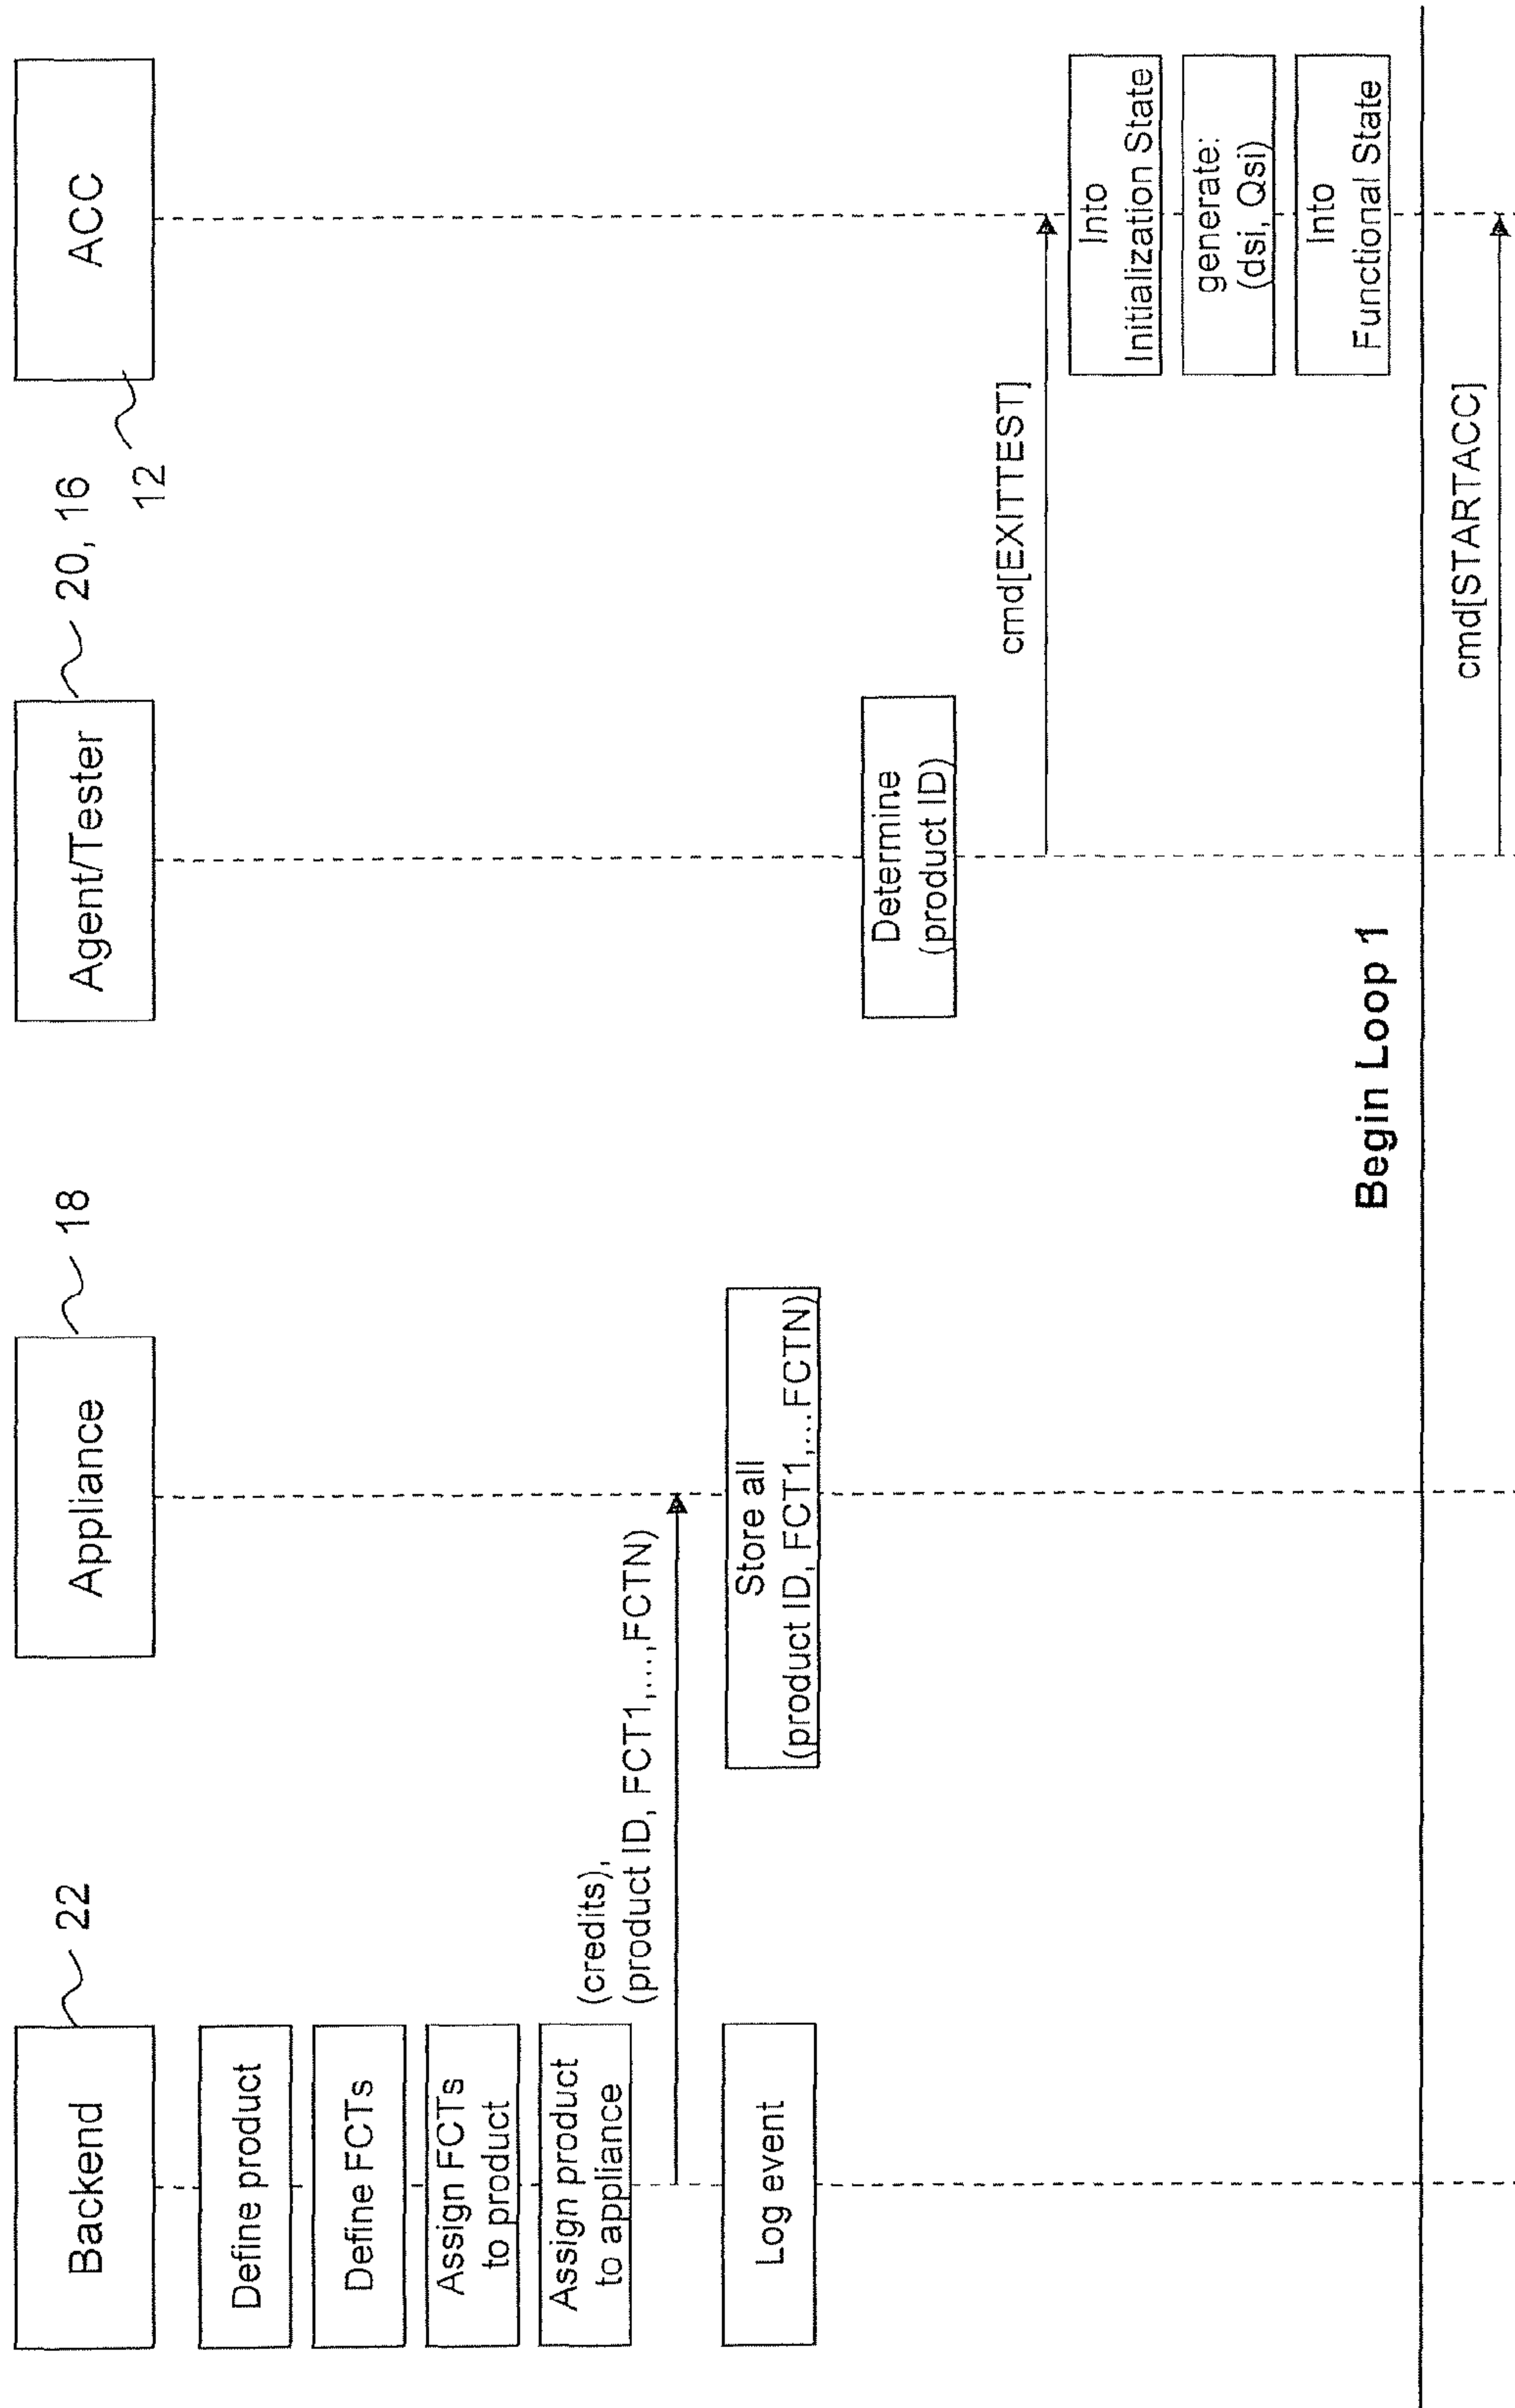 Backend
22
Appliance
18
Agent/Tester
20, 16
ACC
12
Define product
Define FCTs
Assign FCTs
to product
Assign product
to appliance
(credits),
(product ID, FCT1,...,FCTN)
Log event
Store all
(product ID, FCT1,...FCTN)
Determine
(product ID)
cmd[EXITTEST]
Into
Initialization State
generate:
(dsi, Qsi)
Into
Functional State
Begin Loop 1
cmd[STARTACC]